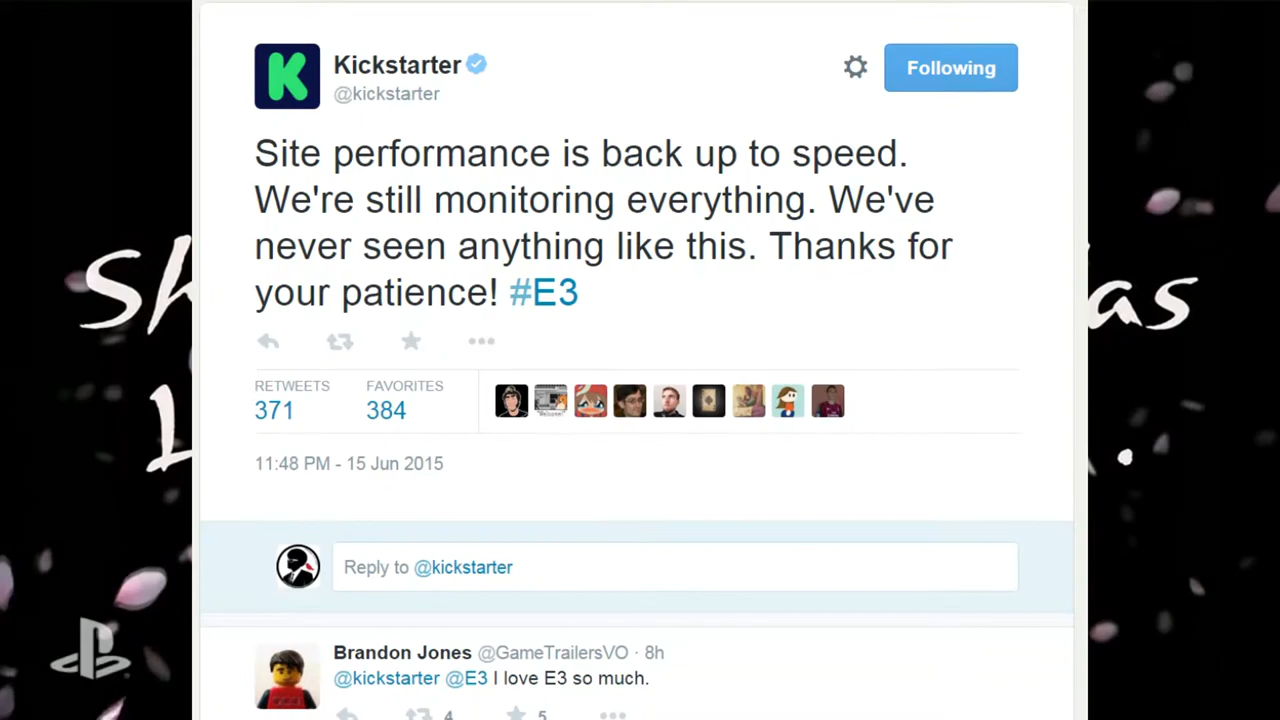 Kickstarter
@kickstarter
Following
Site performance is back up to speed.
We're still monitoring everything. We've
never seen anything like this. Thanks for
your patience! #E3
RETWEETS FAVORITES
371 384
11:48 PM - 15 Jun 2015
Reply to @kickstarter
Brandon Jones @GameTrailersVO · 8h
@kickstarter @E3 I love E3 so much.
4 5